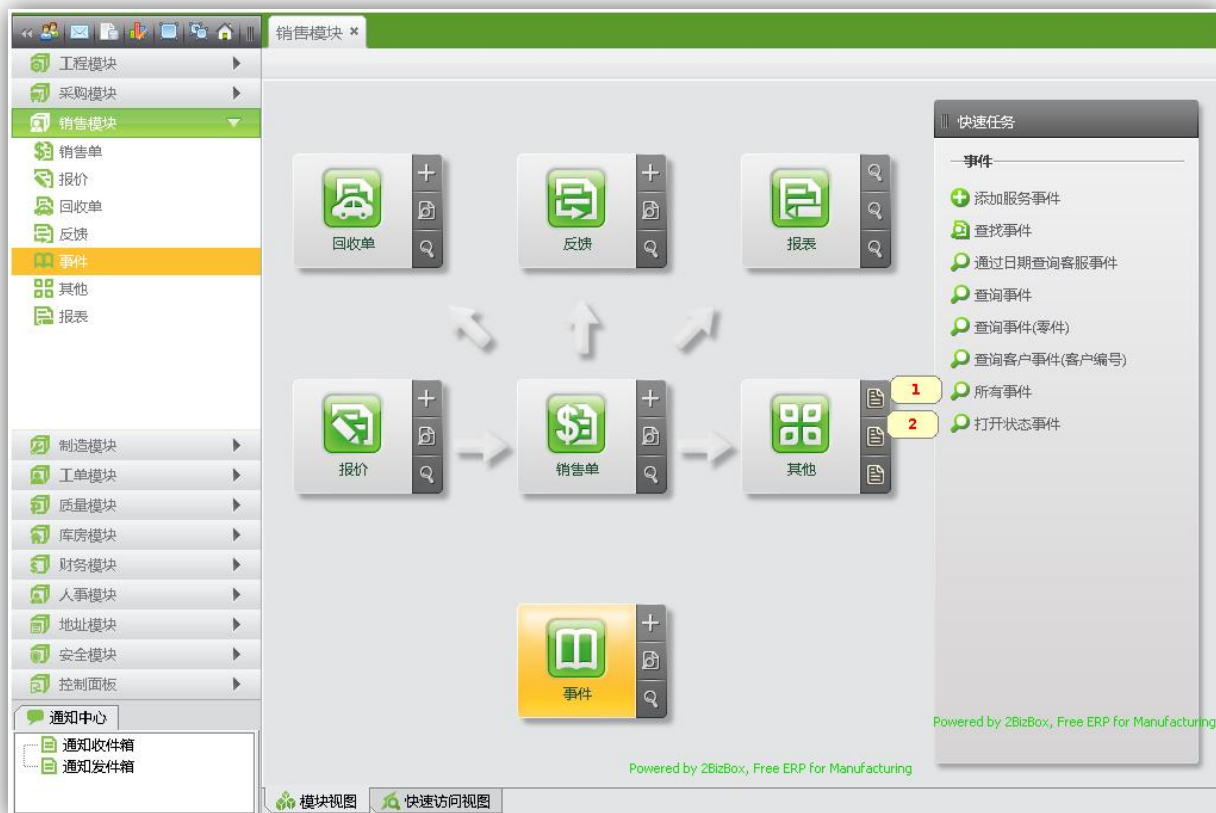 销售模块
工程模块
采购模块
销售模块
销售单
报价
回收单
反馈
事件
其他
报表
制造模块
工单模块
质量模块
库房模块
财务模块
人事模块
地址模块
安全模块
控制面板
通知中心
通知收件箱
通知发件箱
回收单
反馈
报表
报价
销售单
其他
事件
Powered by 2BizBox, Free ERP for Manufacturing
模块视图
快速访问视图
快速任务
事件
添加服务事件
查找事件
通过日期查询客服事件
查询事件
查询事件(零件)
查询客户事件(客户编号)
1
所有事件
2
打开状态事件
Powered by 2BizBox, Free ERP for Manufacturing